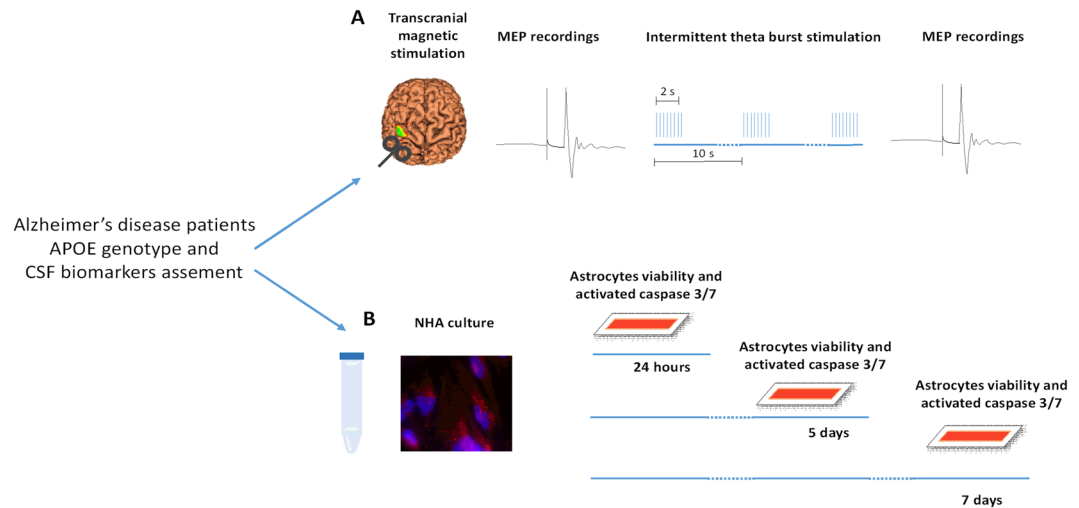 A
Transcranial
magnetic
stimulation
MEP recordings
Intermittent theta burst stimulation
MEP recordings
2 s
10 s
Alzheimer’s disease patients
APOE genotype and
CSF biomarkers assement
B
NHA culture
Astrocytes viability and
activated caspase 3/7
24 hours
Astrocytes viability and
activated caspase 3/7
5 days
Astrocytes viability and
activated caspase 3/7
7 days